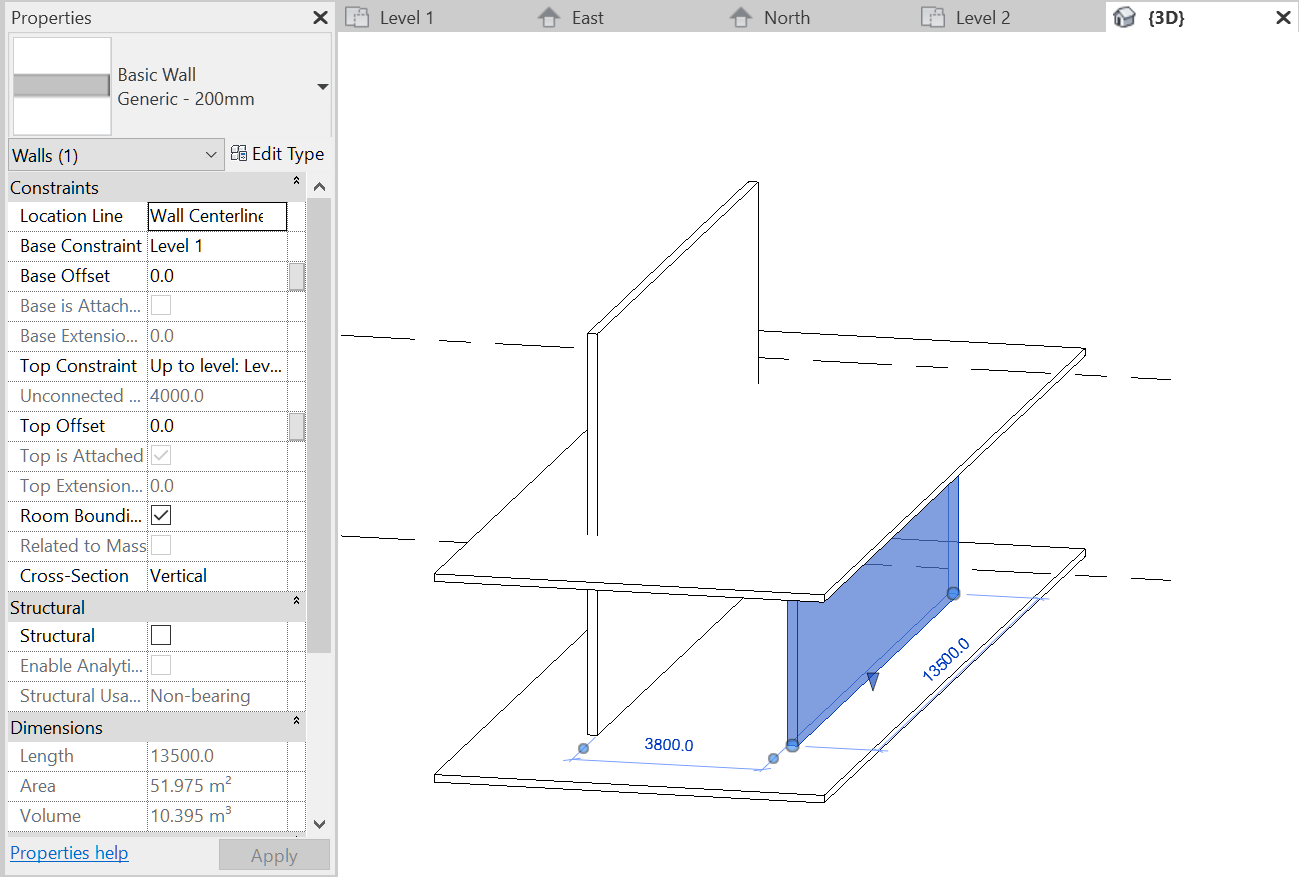 Properties
Level 1
East
North
Level 2
{3D}
Basic Wall
Generic - 200mm
Walls (1)
Edit Type
Constraints
Location Line Wall Centerline
Base Constraint Level 1
Base Offset 0.0
Base is Attach...
Base Extensio... 0.0
Top Constraint Up to level: Lev...
Unconnected ... 4000.0
Top Offset 0.0
Top is Attached
Top Extension... 0.0
Room Boundi...
Related to Mass
Cross-Section Vertical
Structural
Structural
Enable Analyti...
Structural Usa... Non-bearing
Dimensions
Length 13500.0
Area 51.975 m²
Volume 10.395 m³
Properties help
Apply
13500.0
3800.0